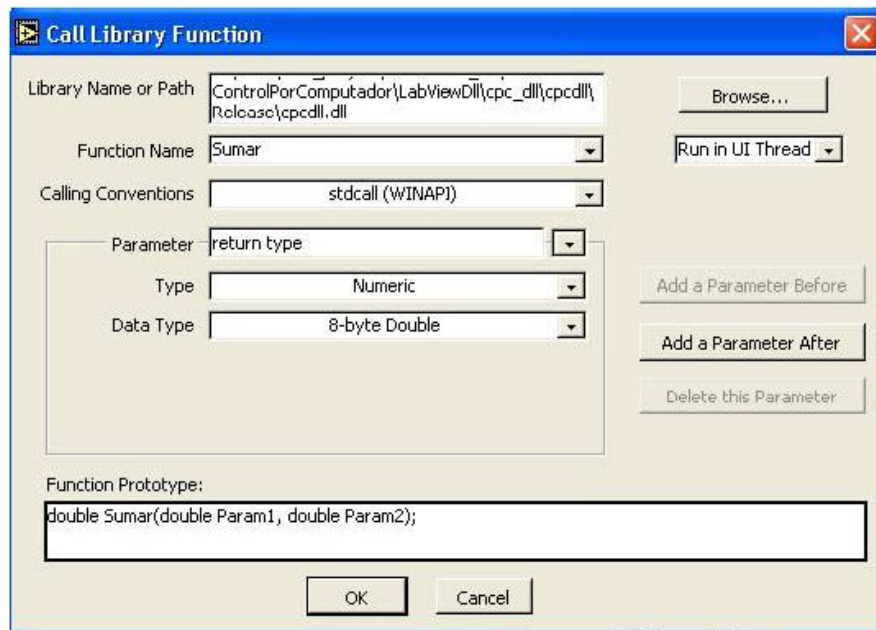 Call Library Function
Library Name or Path
ControlPorComputador\LabViewDll\cpc_dll\cpcdll\
Release\cpcdll.dll
Browse...
Function Name
Sumar
Run in UI Thread
Calling Conventions
stdcall (WINAPI)
Parameter
return type
Type
Numeric
Add a Parameter Before
Data Type
8-byte Double
Add a Parameter After
Delete this Parameter
Function Prototype:
double Sumar(double Param1, double Param2);
OK
Cancel